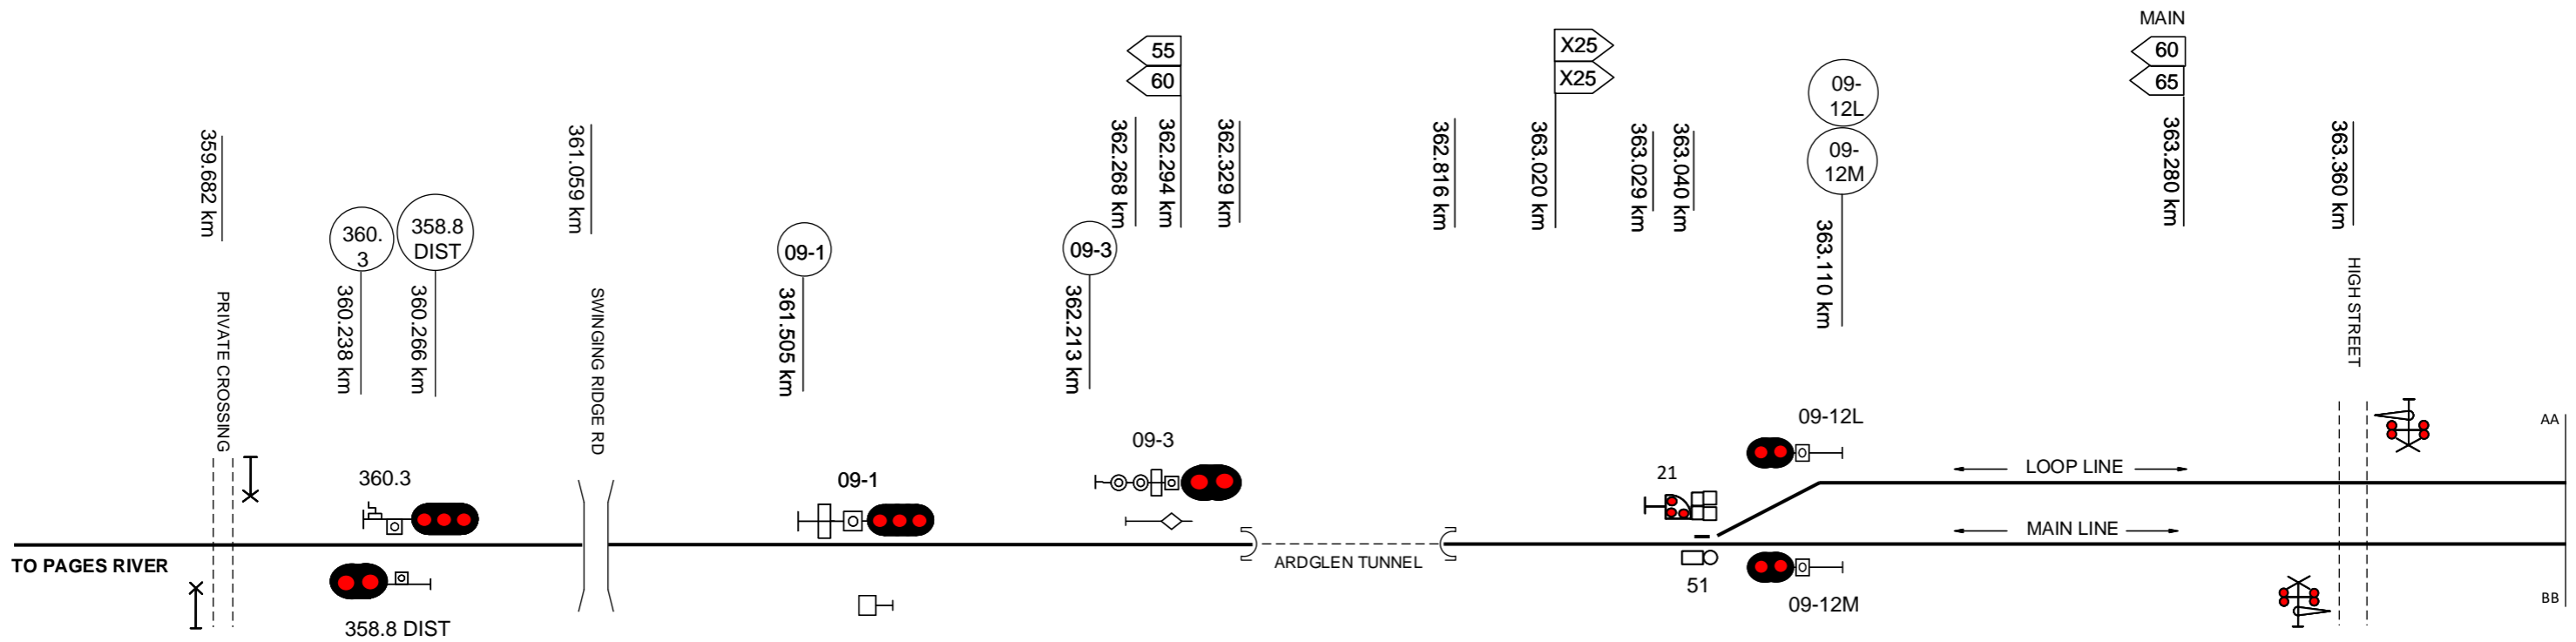 MAIN
55
60
X25
X25
60
65
09-
12L
09-
12M
359.682 km
361.059 km
362.268 km
362.294 km
362.329 km
362.816 km
363.020 km
363.029 km
363.040 km
363.110 km
363.280 km
363.360 km
360.
3
358.8
DIST
09-1
09-3
360.238 km
360.266 km
361.505 km
362.213 km
PRIVATE CROSSING
SWINGING RIDGE RD
HIGH STREET
360.3
09-1
09-3
21
09-12L
LOOP LINE
AA
MAIN LINE
TO PAGES RIVER
ARDGLEN TUNNEL
51
09-12M
BB
358.8 DIST